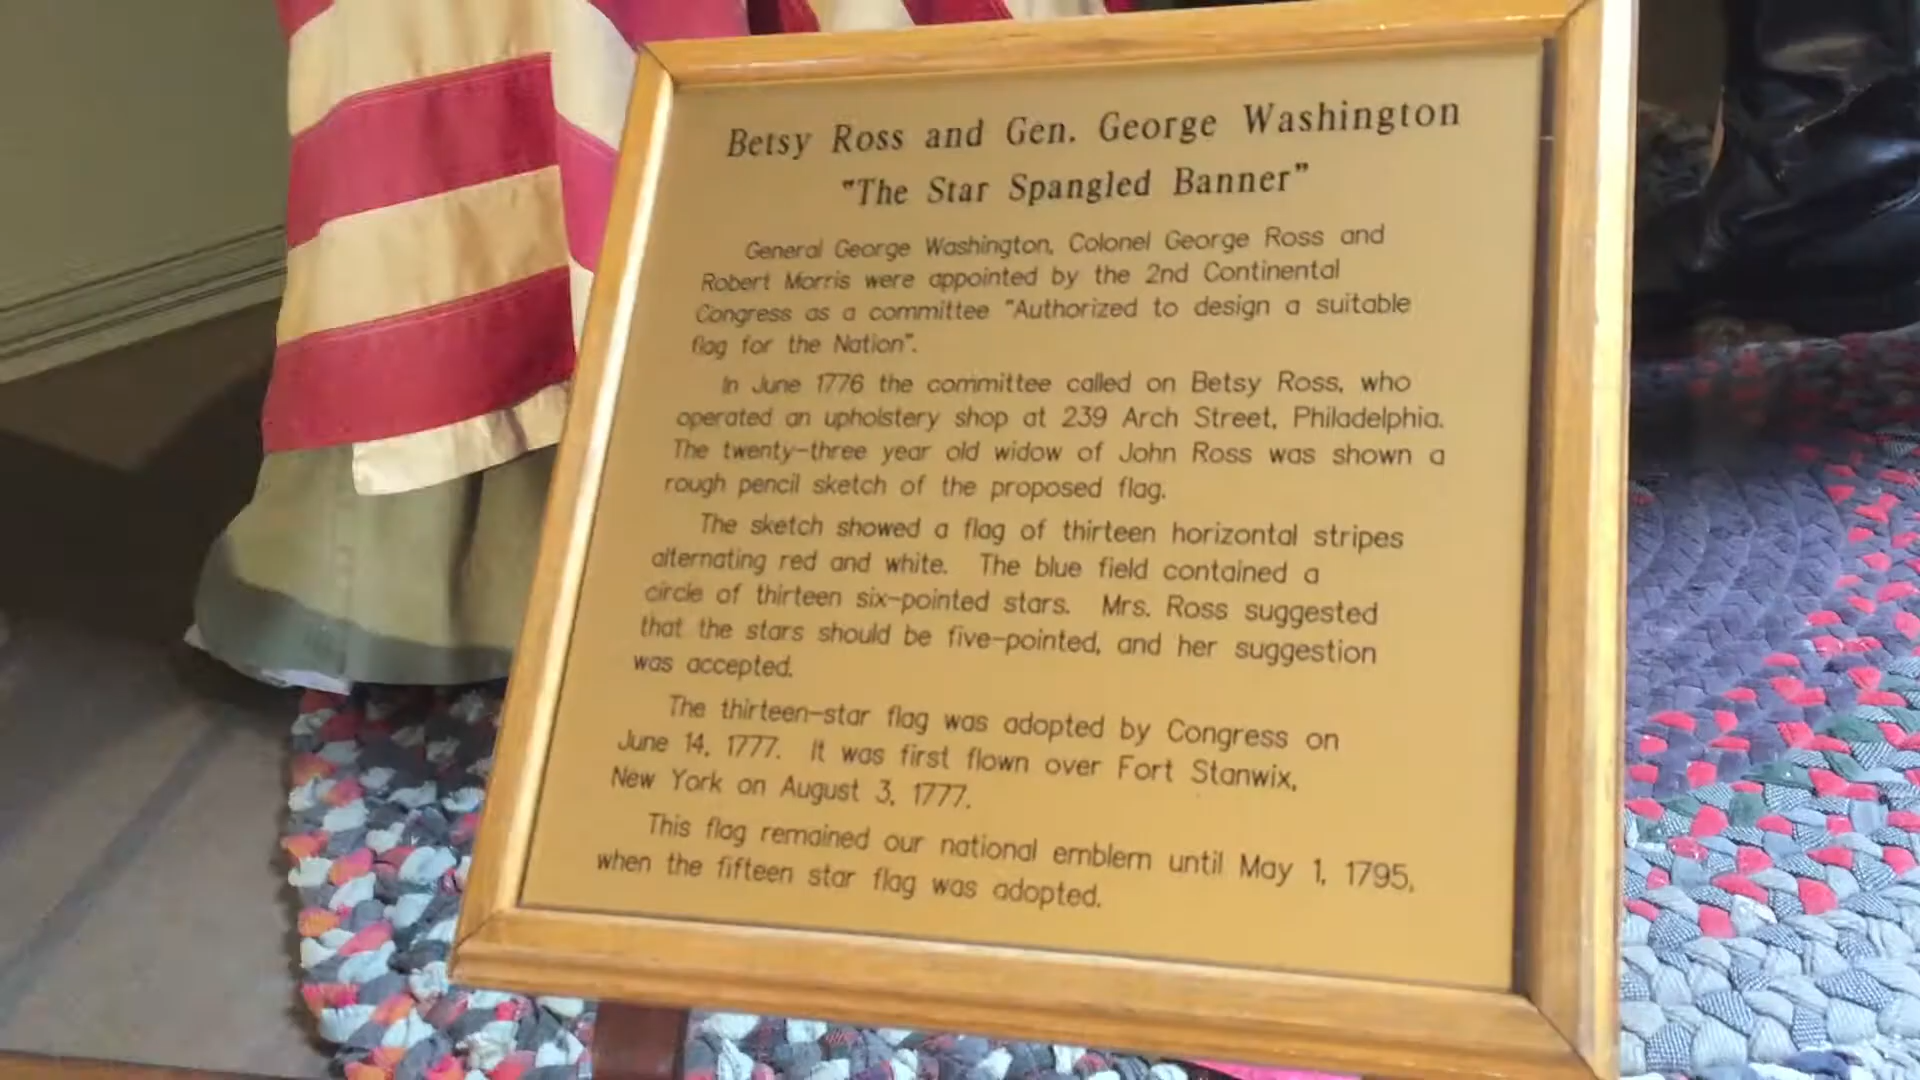 Betsy Ross and Gen. George Washington
"The Star Spangled Banner"
General George Washington, Colonel George Ross and
Robert Morris were appointed by the 2nd Continental
Congress as a committee "Authorized to design a suitable
flag for the Nation".
In June 1776 the committee called on Betsy Ross, who
operated an upholstery shop at 239 Arch Street, Philadelphia.
The twenty-three year old widow of John Ross was shown a
rough pencil sketch of the proposed flag.
The sketch showed a flag of thirteen horizontal stripes
alternating red and white. The blue field contained a
circle of thirteen six-pointed stars. Mrs. Ross suggested
that the stars should be five-pointed, and her suggestion
was accepted.
The thirteen-star flag was adopted by Congress on
June 14, 1777. It was first flown over Fort Stanwix,
New York on August 3, 1777.
This flag remained our national emblem until May 1, 1795,
when the fifteen star flag was adopted.